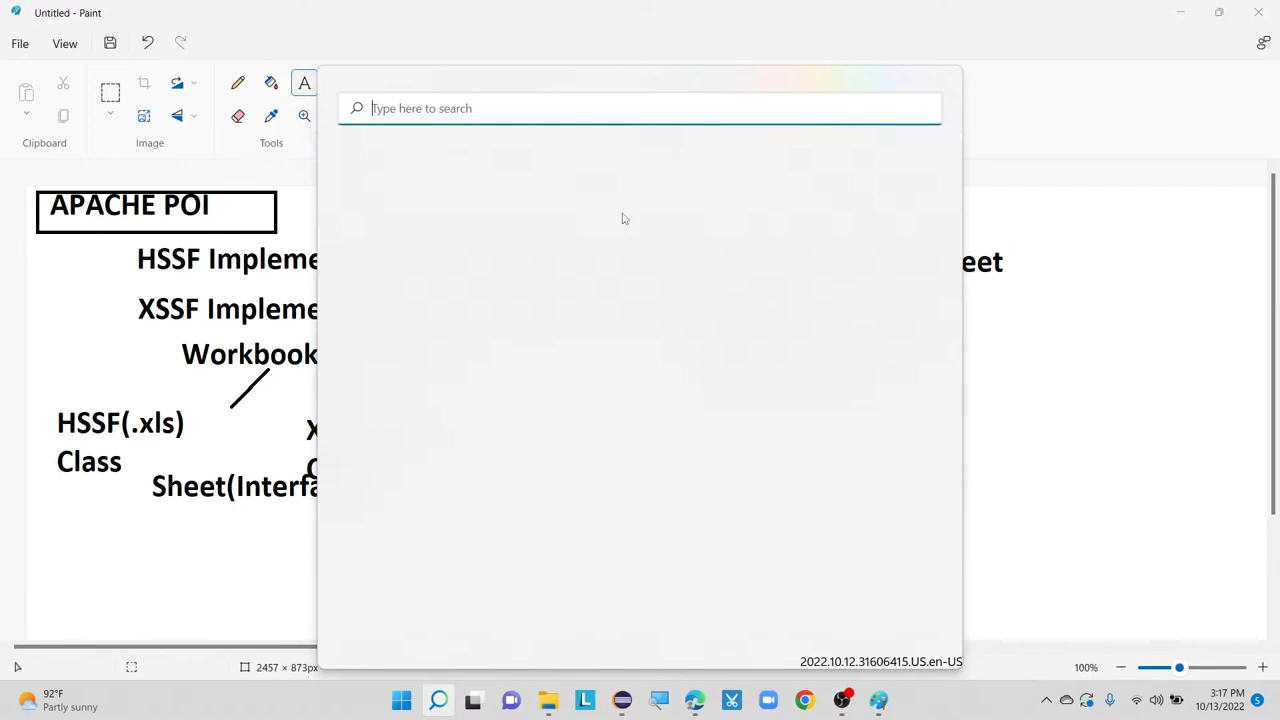 Untitled - Paint
File View
Type here to search
Clipboard
Image
Tools
APACHE POI
HSSF Impleme
eet
XSSF Impleme
Workbook
HSSF(.xls)
X
Class
C
Sheet(Interfa
2022.10.12.31606415.US.en-US
2457 × 873px
100%
92°F
Partly sunny
3:17 PM
10/13/2022
5